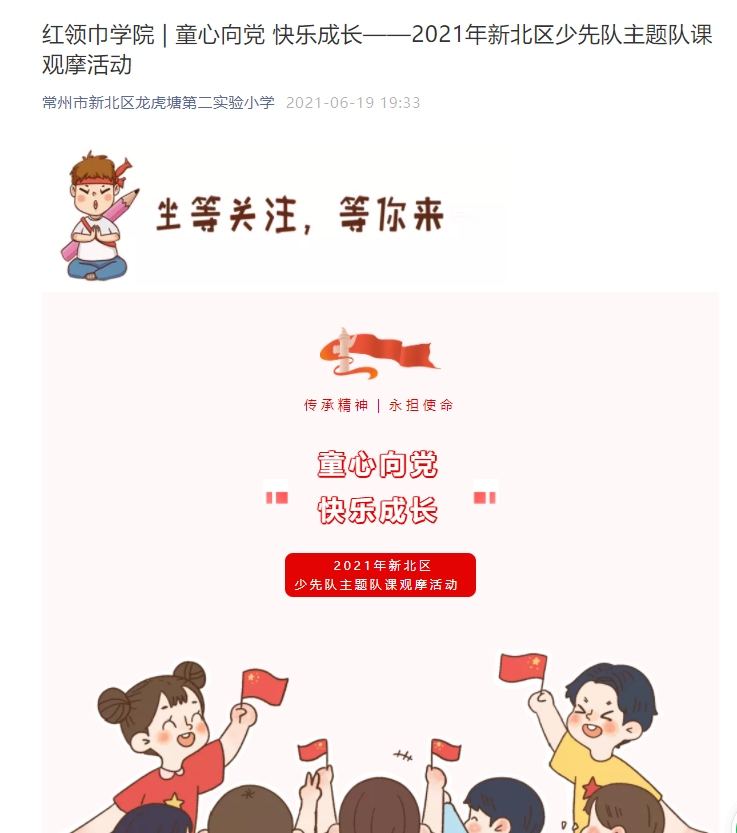 红领巾学院 | 童心向党 快乐成长——2021年新北区少先队主题队课
观摩活动
常州市新北区龙虎塘第二实验小学 2021-06-19 19:33
坐等关注，等你来
传承精神 | 永担使命
童心向党
快乐成长
2021年新北区
少先队主题队课观摩活动